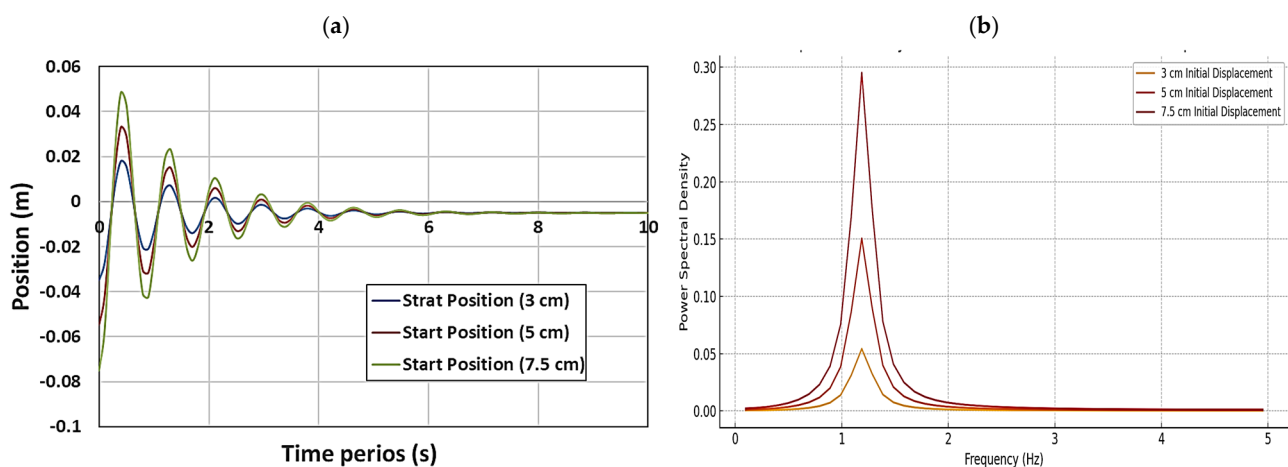 (a)
(b)
0.06
0.04
0.02
0
-0.02
-0.04
-0.06
-0.08
-0.1
0 2 4 6 8 10
Position (m)
Time perios (s)
Strat Position (3 cm)
Start Position (5 cm)
Start Position (7.5 cm)
0.30
0.25
0.20
0.15
0.10
0.05
0.00
0 1 2 3 4 5
Power Spectral Density
Frequency (Hz)
3 cm Initial Displacement
5 cm Initial Displacement
7.5 cm Initial Displacement